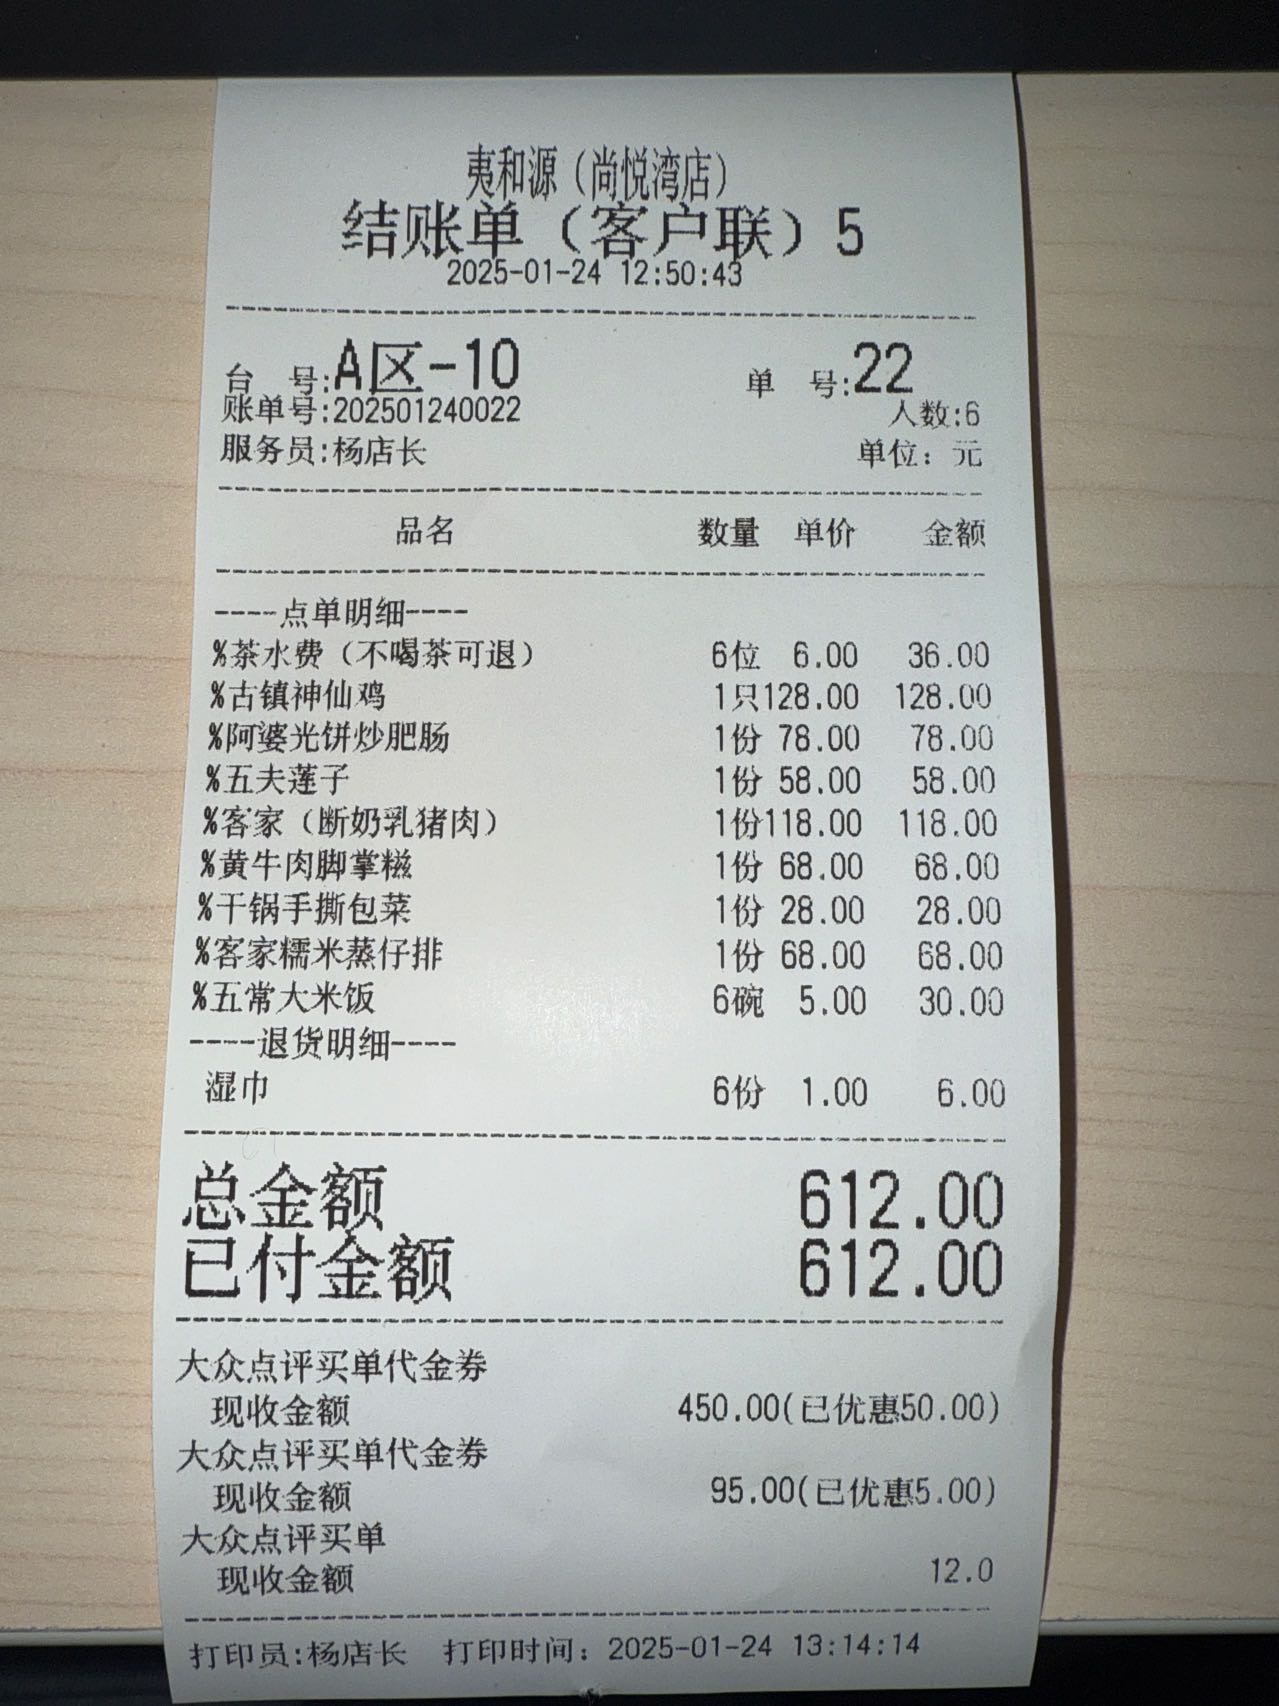 夷和源（尚悦湾店）
结账单（客户联）5
2025-01-24 12:50:43
台 号:A区-10 单 号:22
账单号:202501240022 人数:6
服务员:杨店长 单位：元
品名 数量 单价 金额
----点单明细----
%茶水费（不喝茶可退） 6位 6.00 36.00
%古镇神仙鸡 1只128.00 128.00
%阿婆光饼炒肥肠 1份 78.00 78.00
%五夫莲子 1份 58.00 58.00
%客家（断奶乳猪肉） 1份118.00 118.00
%黄牛肉脚掌糍 1份 68.00 68.00
%干锅手撕包菜 1份 28.00 28.00
%客家糯米蒸仔排 1份 68.00 68.00
%五常大米饭 6碗 5.00 30.00
----退货明细----
湿巾 6份 1.00 6.00
总金额 612.00
已付金额 612.00
大众点评买单代金券
现收金额 450.00(已优惠50.00)
大众点评买单代金券
现收金额 95.00(已优惠5.00)
大众点评买单
现收金额 12.0
打印员:杨店长 打印时间：2025-01-24 13:14:14